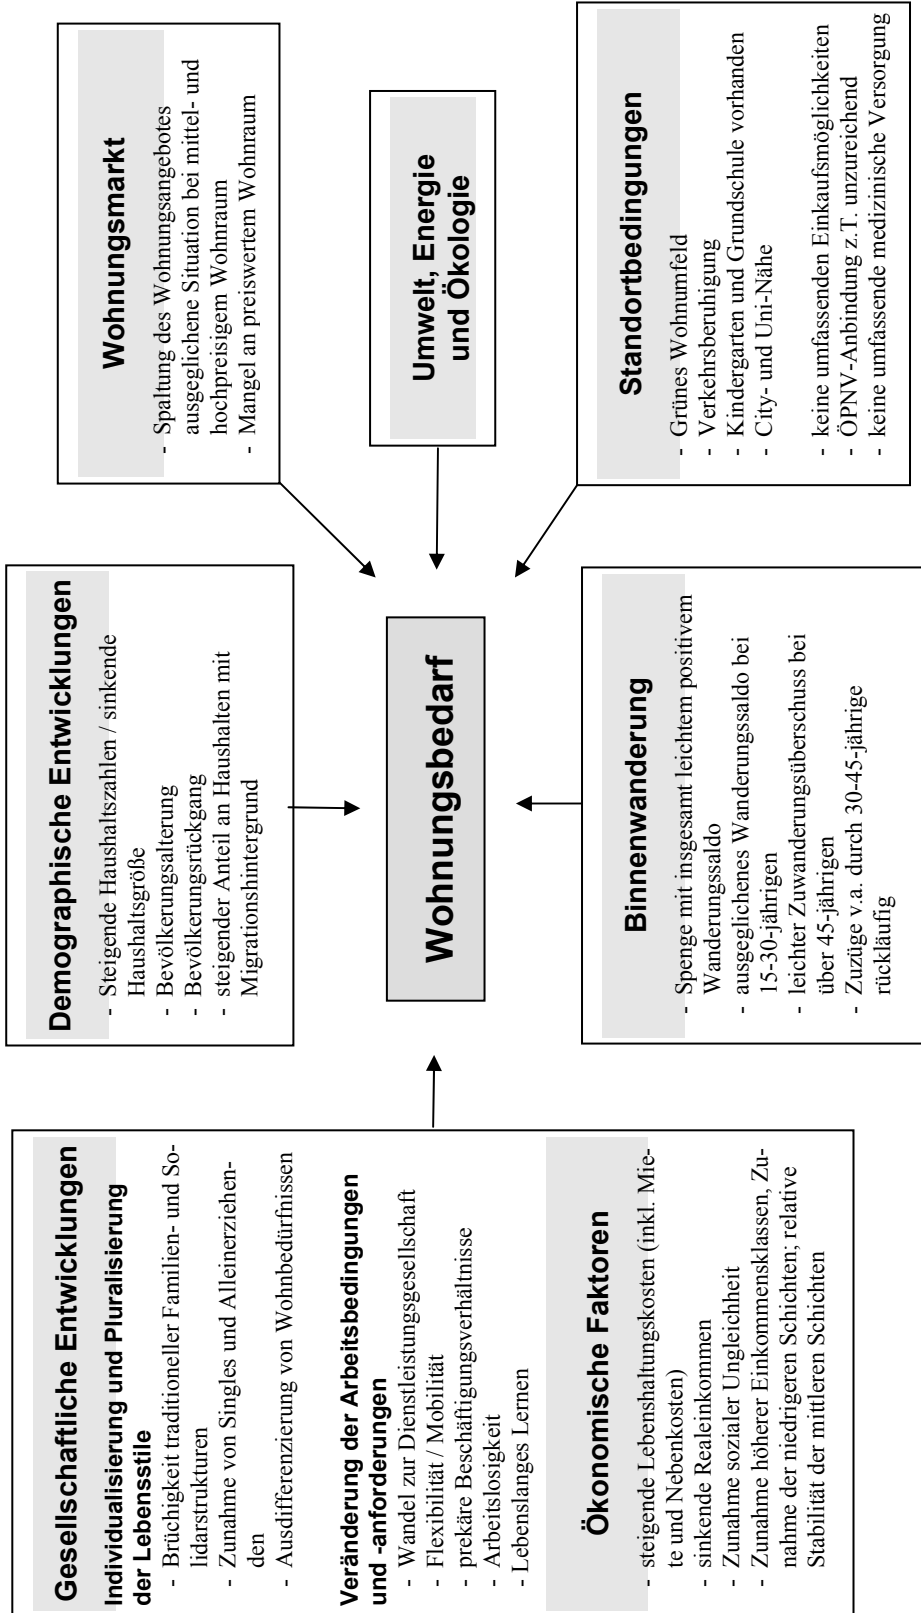 Gesellschaftliche Entwicklungen
Individualisierung und Pluralisierung
der Lebensstile
- Brüchigkeit traditioneller Familien- und So-
lidarstrukturen
- Zunahme von Singles und Alleinerziehen-
den
- Ausdifferenzierung von Wohnbedürfnissen
Veränderung der Arbeitsbedingungen
und -anforderungen
- Wandel zur Dienstleistungsgesellschaft
- Flexibilität / Mobilität
- prekäre Beschäftigungsverhältnisse
- Arbeitslosigkeit
- Lebenslanges Lernen
Ökonomische Faktoren
- steigende Lebenshaltungskosten (inkl. Mie-
te und Nebenkosten)
- sinkende Realeinkommen
- Zunahme sozialer Ungleichheit
- Zunahme höherer Einkommensklassen, Zu-
nahme der niedrigeren Schichten; relative
Stabilität der mittleren Schichten
Demographische Entwicklungen
- Steigende Haushaltszahlen / sinkende
Haushaltsgröße
- Bevölkerungsalterung
- Bevölkerungsrückgang
- steigender Anteil an Haushalten mit
Migrationshintergrund
Wohnungsmarkt
- Spaltung des Wohnungsangebotes
ausgeglichene Situation bei mittel- und
hochpreisigem Wohnraum
- Mangel an preiswertem Wohnraum
Wohnungsbedarf
Umwelt, Energie
und Ökologie
Binnenwanderung
- Spenge mit insgesamt leichtem positivem
Wanderungssaldo
- ausgeglichenes Wanderungssaldo bei
15-30-jährigen
- leichter Zuwanderungsüberschuss bei
über 45-jährigen
- Zuzüge v.a. durch 30-45-jährige
rückläufig
Standortbedingungen
- Grünes Wohnumfeld
- Verkehrsberuhigung
- Kindergarten und Grundschule vorhanden
- City- und Uni-Nähe
- keine umfassenden Einkaufsmöglichkeiten
- ÖPNV-Anbindung z.T. unzureichend
- keine umfassende medizinische Versorgung